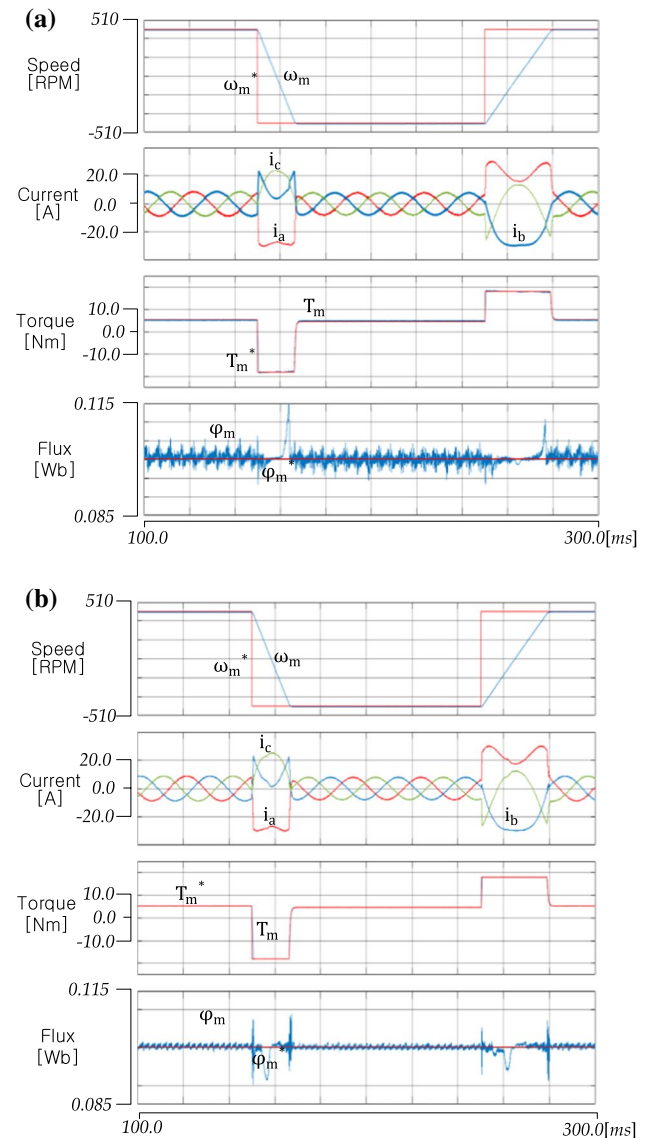 (a)
510
Speed
[RPM]
ωm*
ωm
-510
ic
20.0
Current
[A]
0.0
-20.0
ia
ib
Tm
10.0
Torque
[Nm]
0.0
-10.0
Tm*
0.115
φm
Flux
[Wb]
φm*
0.085
100.0
300.0[ms]
(b)
510
Speed
[RPM]
ωm*
ωm
-510
ic
20.0
Current
[A]
0.0
-20.0
ia
ib
Tm*
10.0
Torque
[Nm]
0.0
Tm
-10.0
0.115
φm
Flux
[Wb]
φm*
0.085
100.0
300.0[ms]